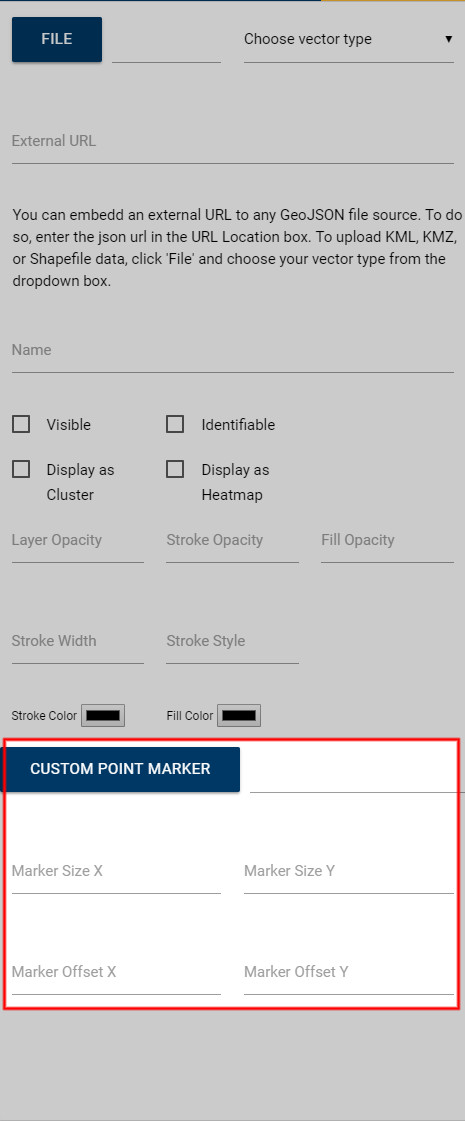 FILE
Choose vector type
External URL
You can embedd an external URL to any GeoJSON file source. To do
so, enter the json url in the URL Location box. To upload KML, KMZ,
or Shapefile data, click 'File' and choose your vector type from the
dropdown box.
Name
Visible
Identifiable
Display as
Cluster
Display as
Heatmap
Layer Opacity
Stroke Opacity
Fill Opacity
Stroke Width
Stroke Style
Stroke Color
Fill Color
CUSTOM POINT MARKER
Marker Size X
Marker Size Y
Marker Offset X
Marker Offset Y